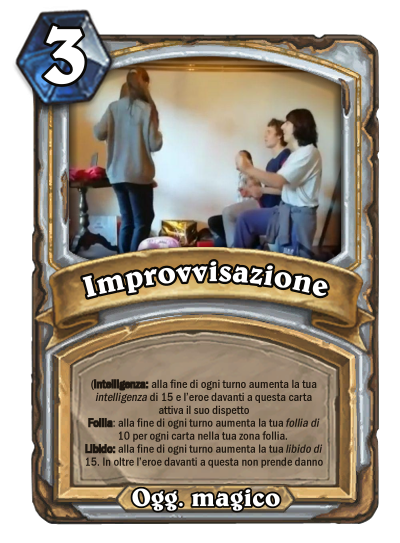 3
Improvvisazione
(Intelligenza: alla fine di ogni turno aumenta la tua
intelligenza di 15 e l'eroe davanti a questa carta
attiva il suo dispetto
Follia: alla fine di ogni turno aumenta la tua follia di
10 per ogni carta nella tua zona follia.
Libido: alla fine di ogni turno aumenta la tua libido di
15. In oltre l'eroe davanti a questa non prende danno
Ogg. magico